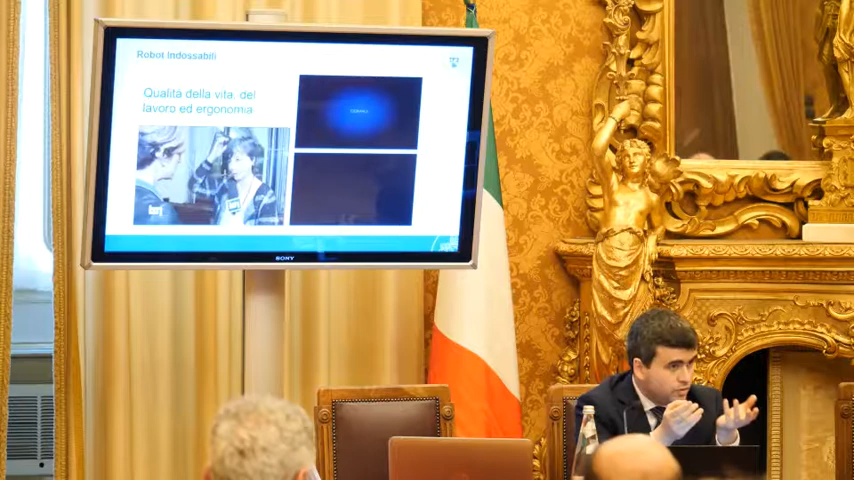 Robot Indossabili
Qualità della vita, del
lavoro ed ergonomia
SONY